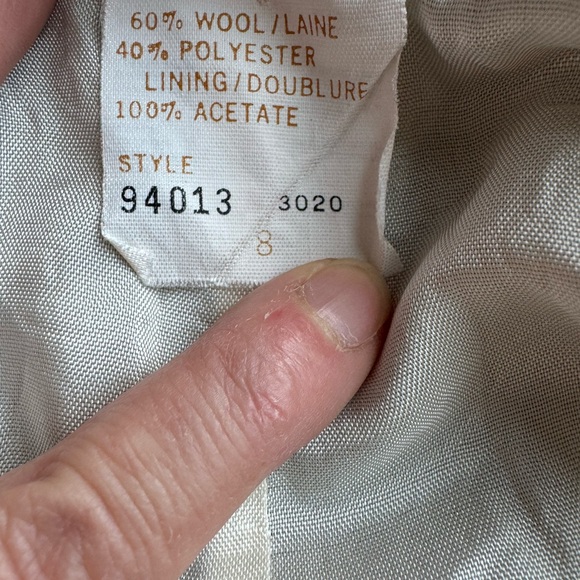 60% WOOL/LAINE
40% POLYESTER
LINING/DOUBLURE
100% ACETATE
STYLE
94013 3020
8